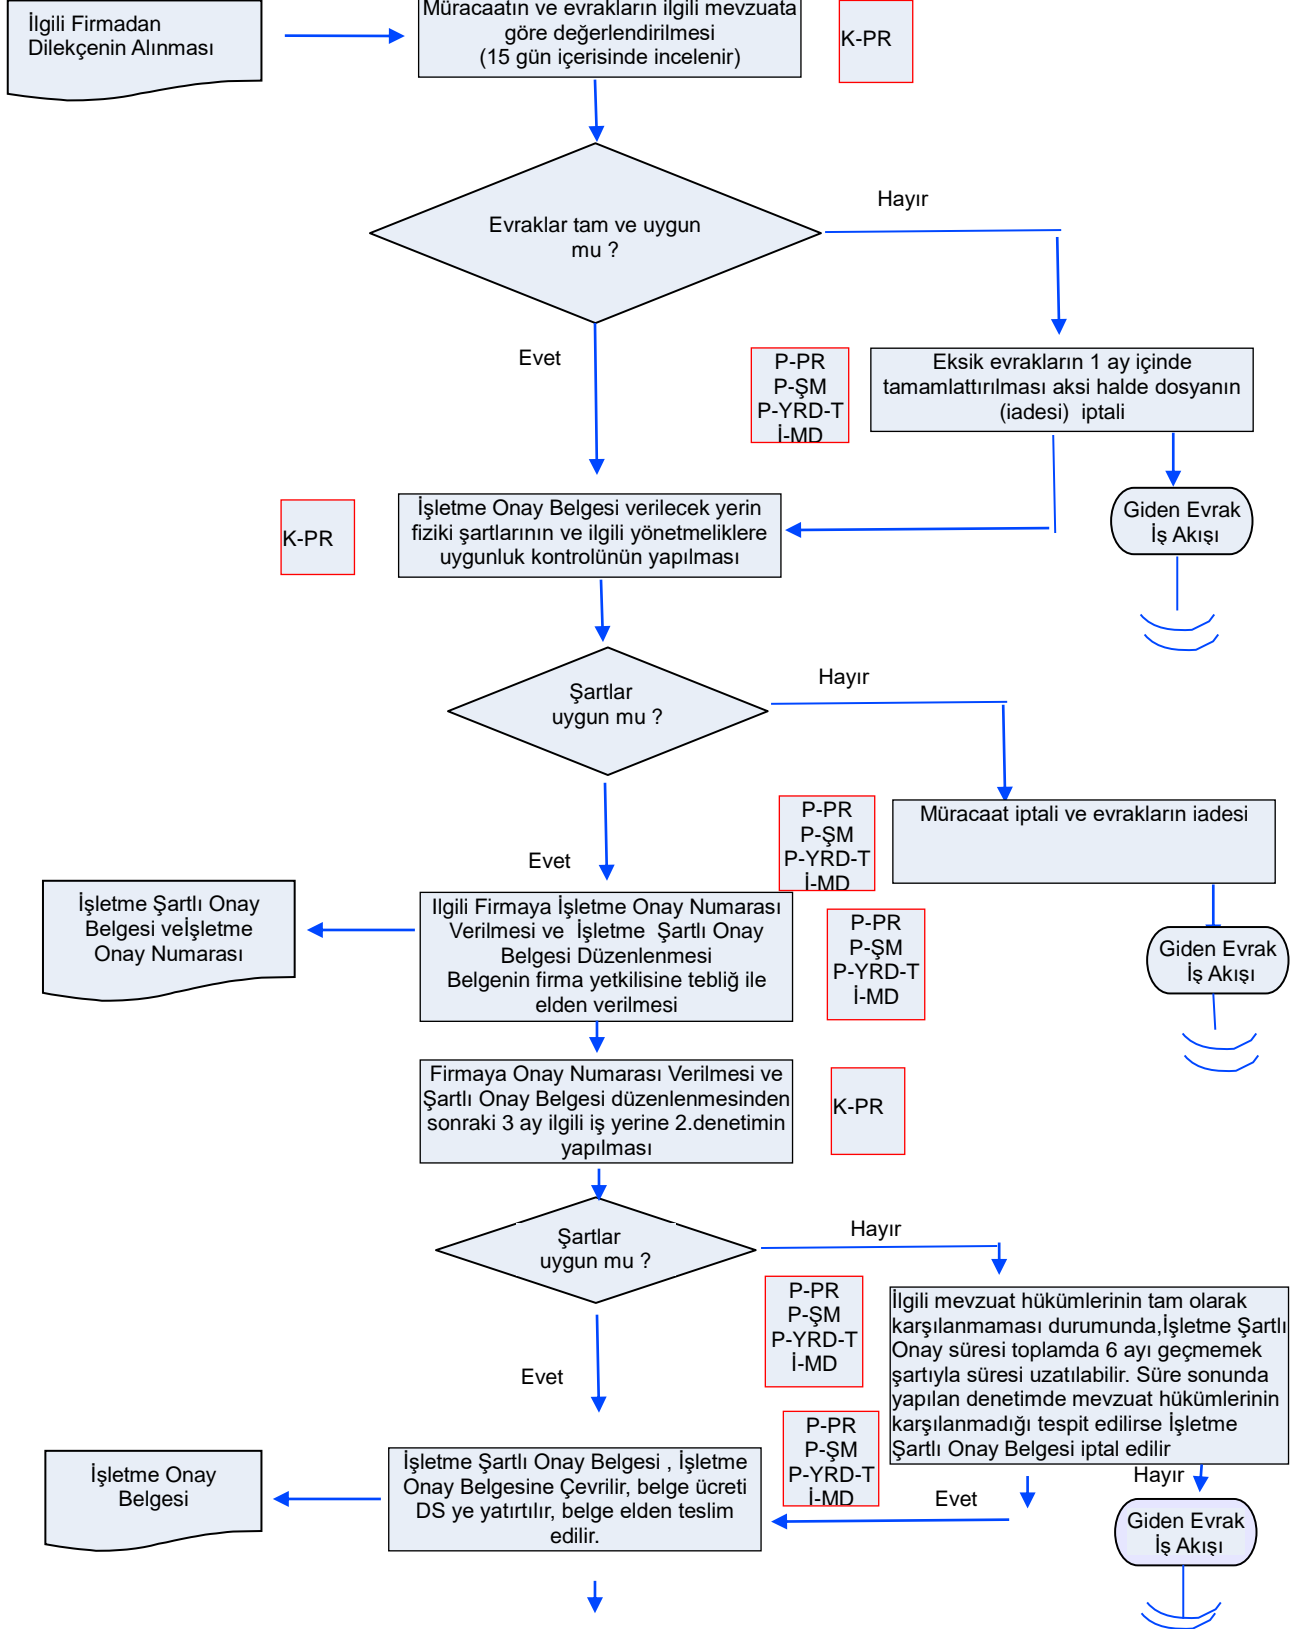 İlgili Firmadan
Dilekçenin Alınması
Müracaatın ve evrakların ilgili mevzuata
göre değerlendirilmesi
(15 gün içerisinde incelenir)
K-PR
Evraklar tam ve uygun
mu ?
Hayır
Evet
P-PR
P-ŞM
P-YRD-T
İ-MD
Eksik evrakların 1 ay içinde
tamamlattırılması aksi halde dosyanın
(iadesi) iptali
Giden Evrak
İş Akışı
K-PR
İşletme Onay Belgesi verilecek yerin
fiziki şartlarının ve ilgili yönetmeliklere
uygunluk kontrolünün yapılması
Şartlar
uygun mu ?
Hayır
Evet
P-PR
P-ŞM
P-YRD-T
İ-MD
Müracaat iptali ve evrakların iadesi
Giden Evrak
İş Akışı
İşletme Şartlı Onay
Belgesi veİşletme
Onay Numarası
Ilgili Firmaya İşletme Onay Numarası
Verilmesi ve İşletme Şartlı Onay
Belgesi Düzenlenmesi
Belgenin firma yetkilisine tebliğ ile
elden verilmesi
P-PR
P-ŞM
P-YRD-T
İ-MD
Firmaya Onay Numarası Verilmesi ve
Şartlı Onay Belgesi düzenlenmesinden
sonraki 3 ay ilgili iş yerine 2.denetimin
yapılması
K-PR
Şartlar
uygun mu ?
Hayır
Evet
P-PR
P-ŞM
P-YRD-T
İ-MD
İlgili mevzuat hükümlerinin tam olarak
karşılanmaması durumunda,İşletme Şartlı
Onay süresi toplamda 6 ayı geçmemek
şartıyla süresi uzatılabilir. Süre sonunda
yapılan denetimde mevzuat hükümlerinin
karşılanmadığı tespit edilirse İşletme
Şartlı Onay Belgesi iptal edilir
P-PR
P-ŞM
P-YRD-T
İ-MD
Hayır
Evet
Giden Evrak
İş Akışı
İşletme Onay
Belgesi
İşletme Şartlı Onay Belgesi , İşletme
Onay Belgesine Çevrilir, belge ücreti
DS ye yatırtılır, belge elden teslim
edilir.